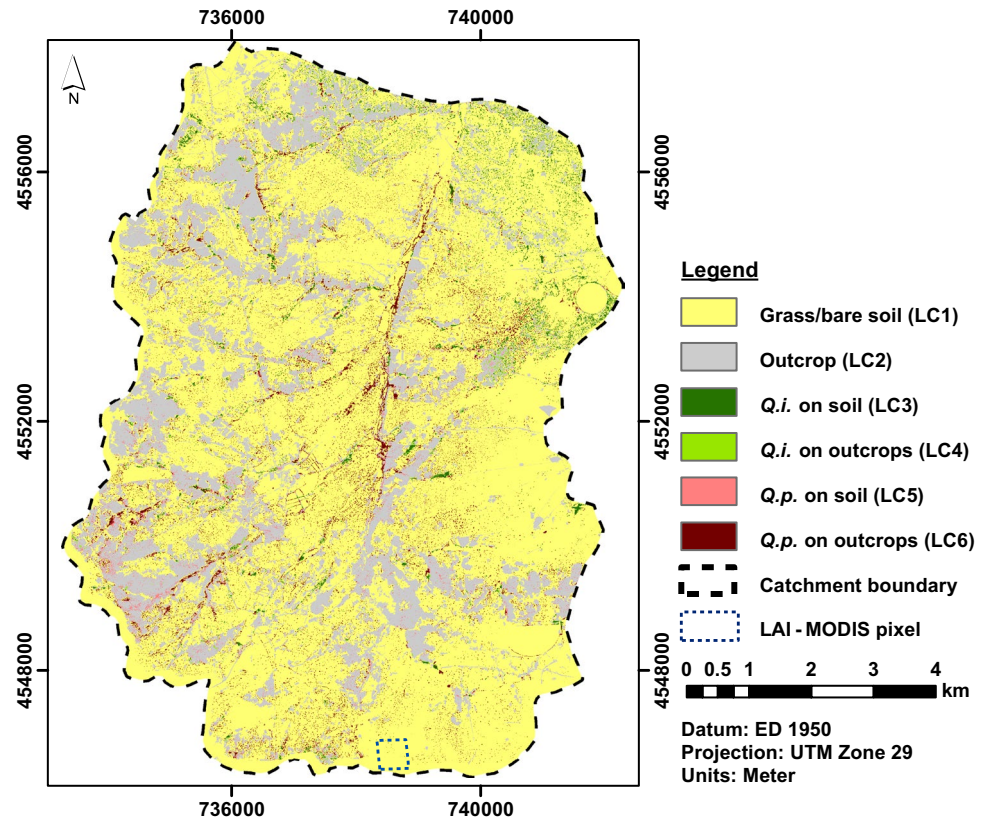 736000 740000
N
4556000 4556000
4552000 4552000
4548000 4548000
736000 740000
Legend
Grass/bare soil (LC1)
Outcrop (LC2)
Q.i. on soil (LC3)
Q.i. on outcrops (LC4)
Q.p. on soil (LC5)
Q.p. on outcrops (LC6)
Catchment boundary
LAI - MODIS pixel
0 0.5 1 2 3 4
km
Datum: ED 1950
Projection: UTM Zone 29
Units: Meter